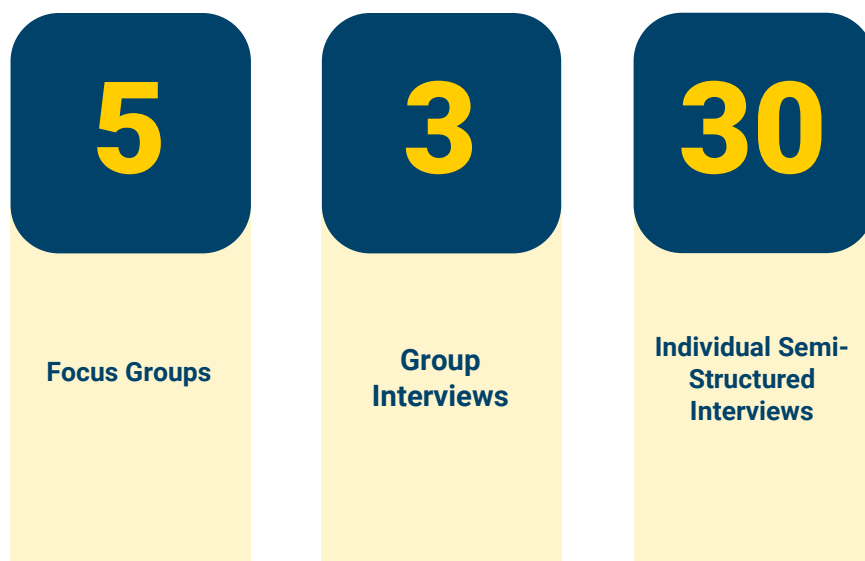 5
Focus Groups
3
Group
Interviews
30
Individual Semi-
Structured
Interviews